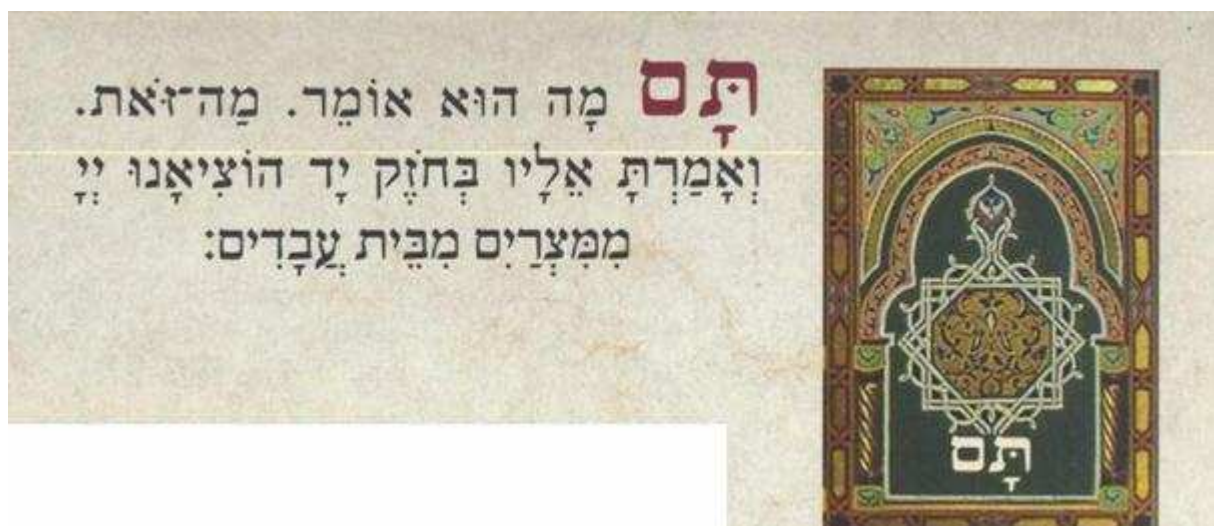 תָּם מָה הוּא אוֹמֵר. מַה־זֹּאת.
וְאָמַרְתָּ אֵלָיו בְּחֹזֶק יָד הוֹצִיאָנוּ יְיָ
מִמִּצְרַיִם מִבֵּית עֲבָדִים:
תָּם